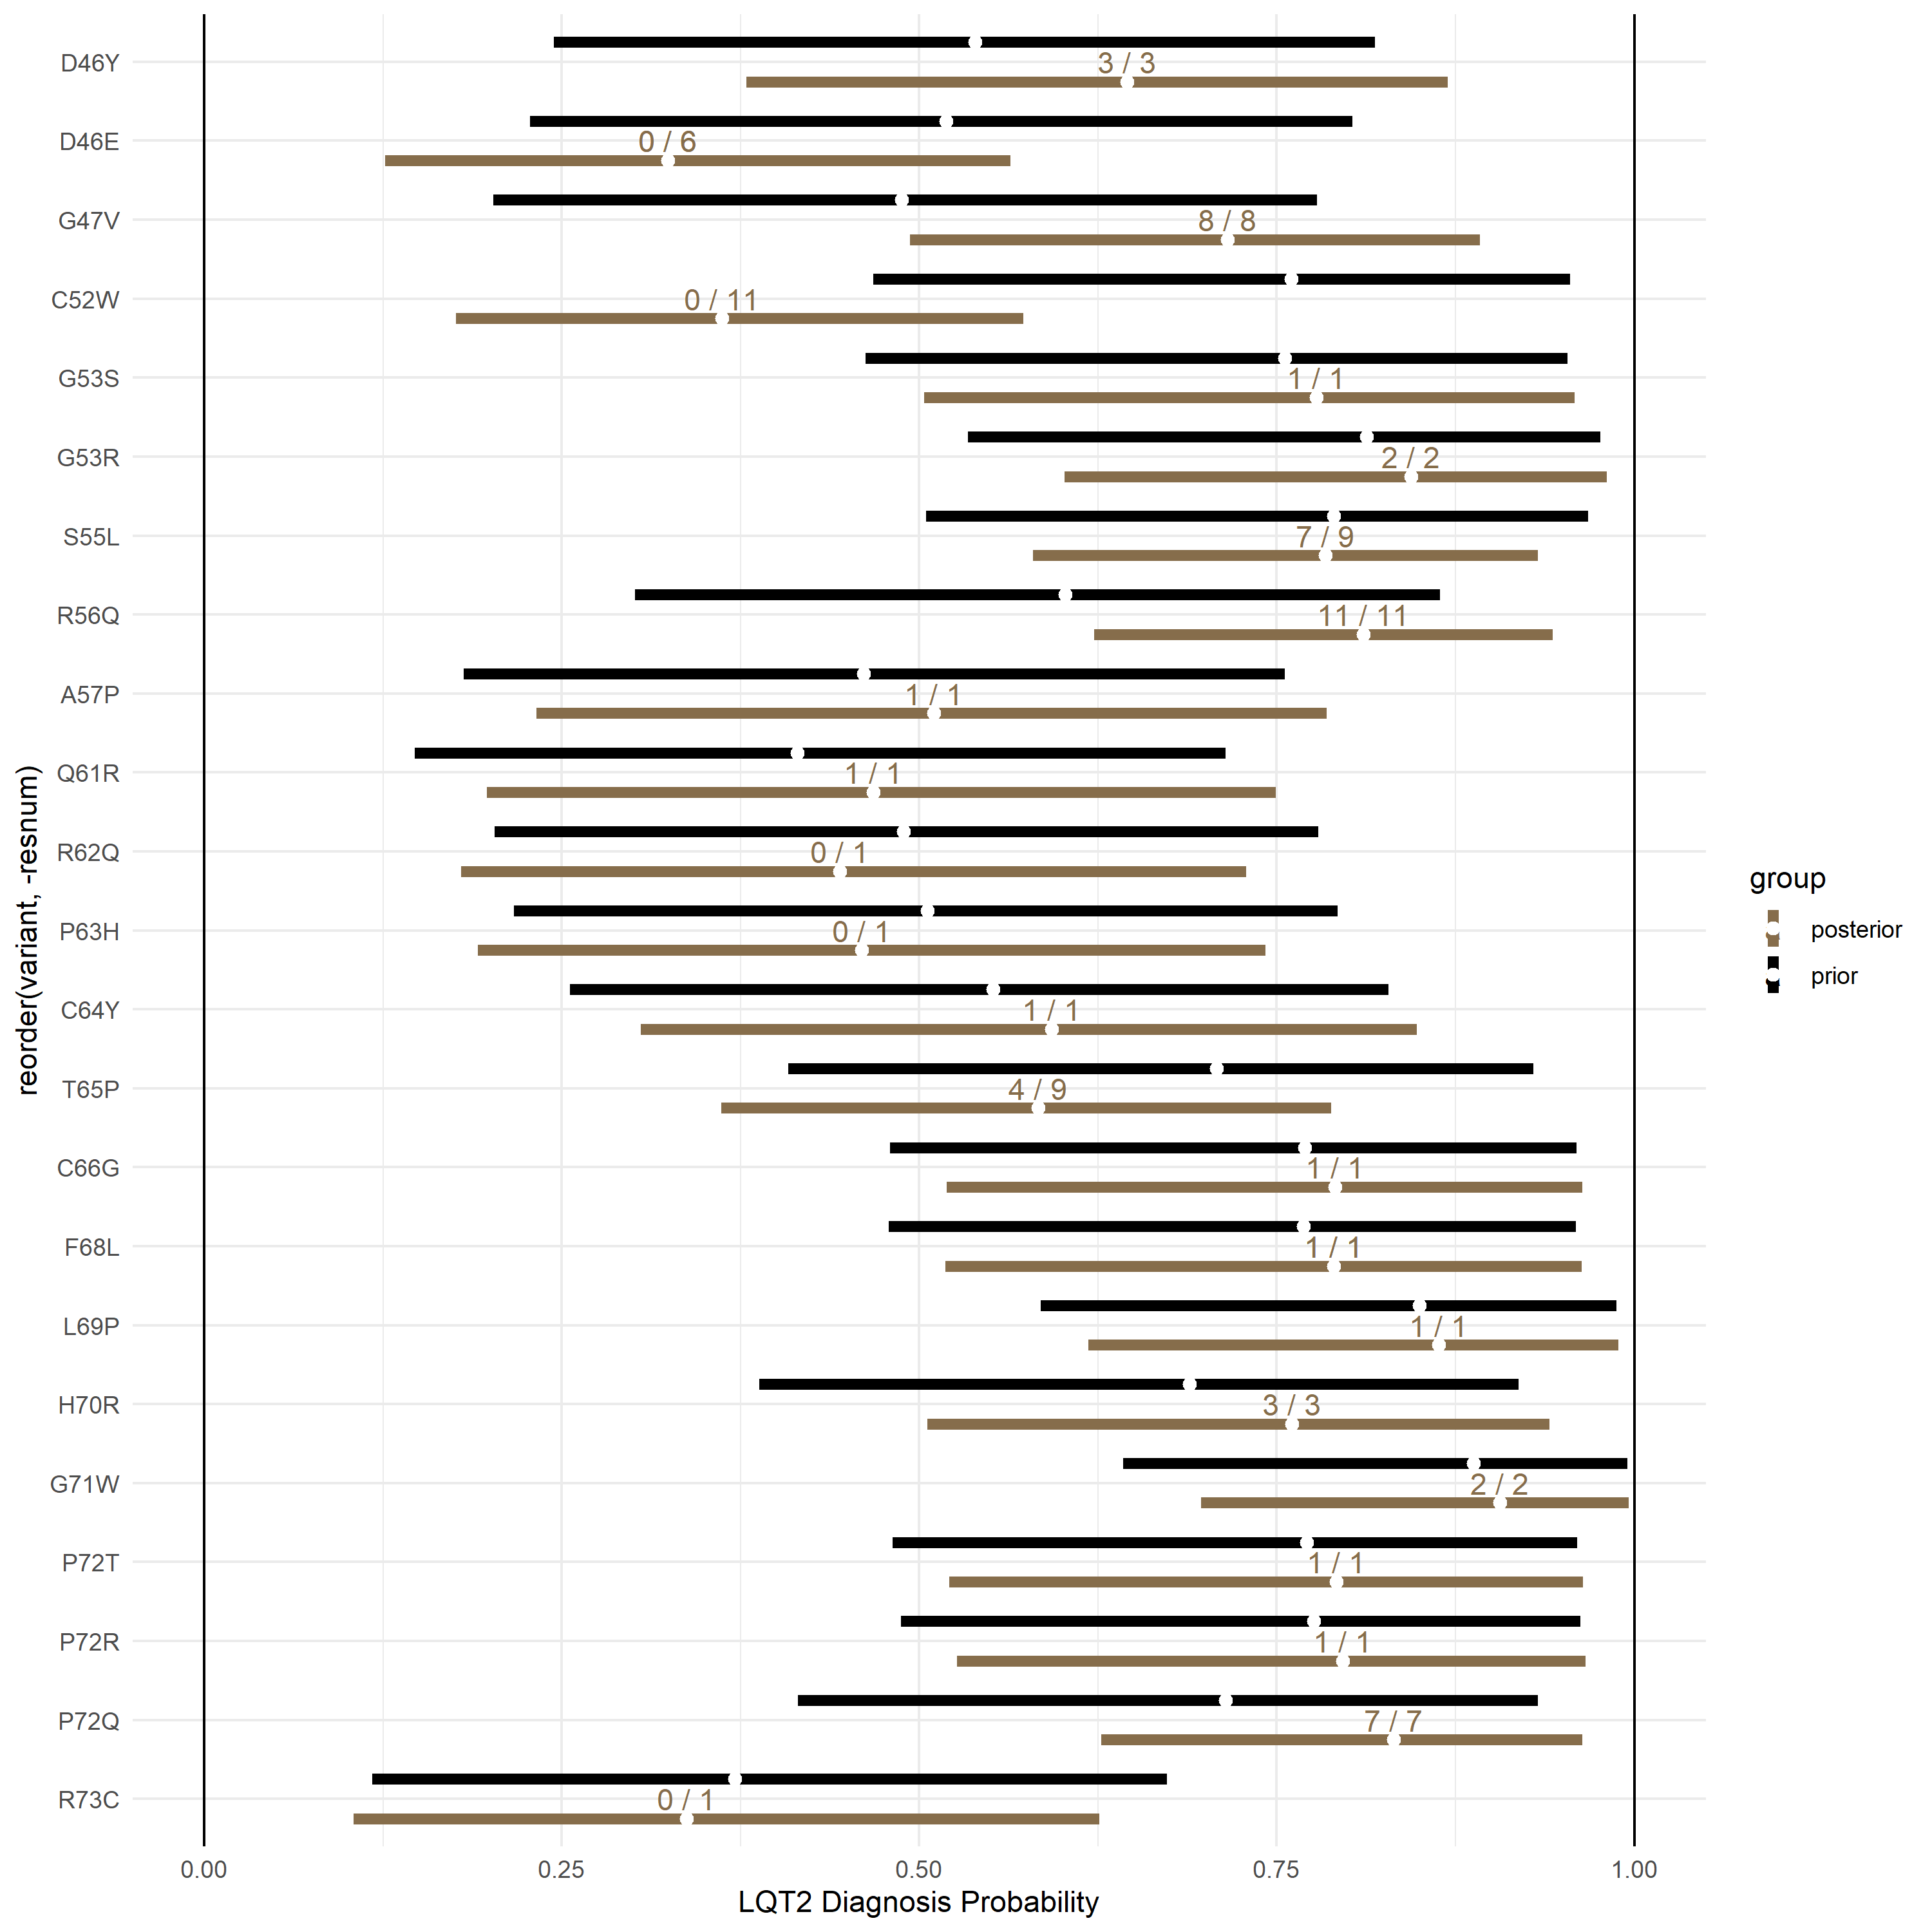 D46Y
3 / 3
D46E
0 / 6
G47V
8 / 8
C52W
0 / 11
G53S
1 / 1
G53R
2 / 2
S55L
7 / 9
R56Q
11 / 11
A57P
1 / 1
Q61R
1 / 1
R62Q
0 / 1
P63H
0 / 1
C64Y
1 / 1
T65P
4 / 9
C66G
1 / 1
F68L
1 / 1
L69P
1 / 1
H70R
3 / 3
G71W
2 / 2
P72T
1 / 1
P72R
1 / 1
P72Q
7 / 7
R73C
0 / 1
reorder(variant, -resnum)
0.00 0.25 0.50 0.75 1.00
LQT2 Diagnosis Probability
group
posterior
prior